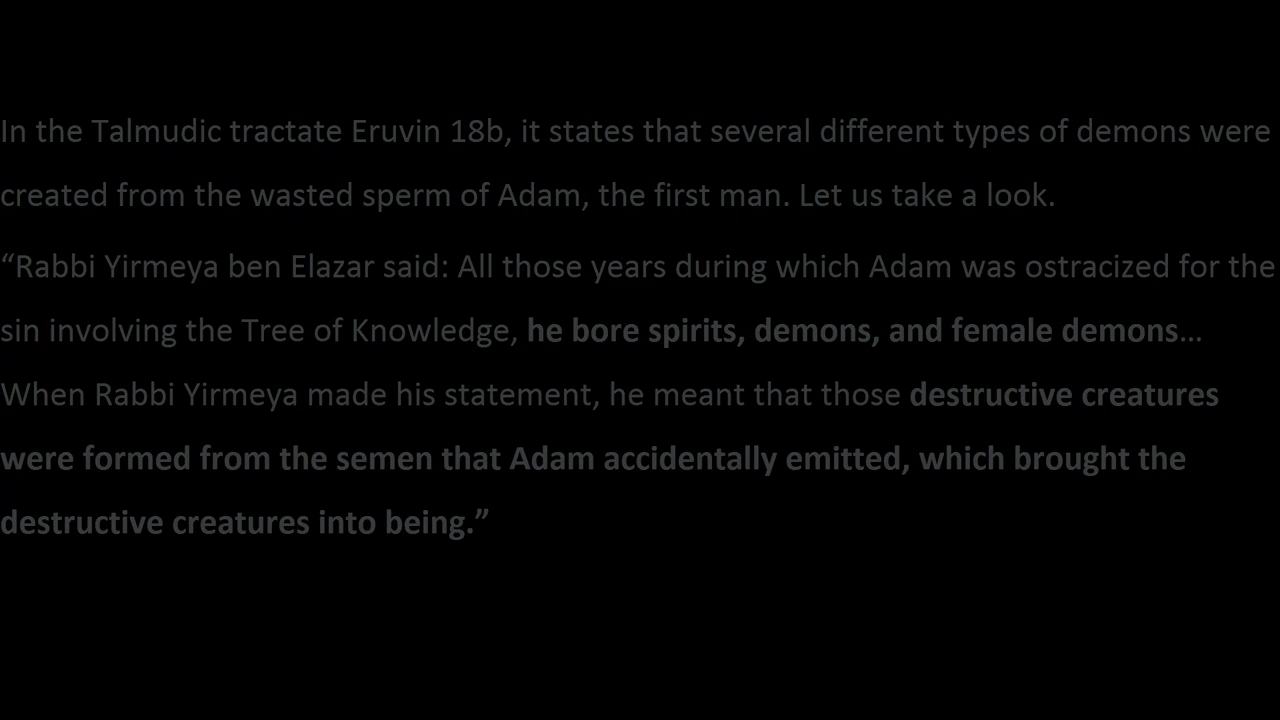 In the Talmudic tractate Eruvin 18b, it states that several different types of demons were
created from the wasted sperm of Adam, the first man. Let us take a look.
“Rabbi Yirmeya ben Elazar said: All those years during which Adam was ostracized for the
sin involving the Tree of Knowledge, he bore spirits, demons, and female demons…
When Rabbi Yirmeya made his statement, he meant that those destructive creatures
were formed from the semen that Adam accidentally emitted, which brought the
destructive creatures into being.”